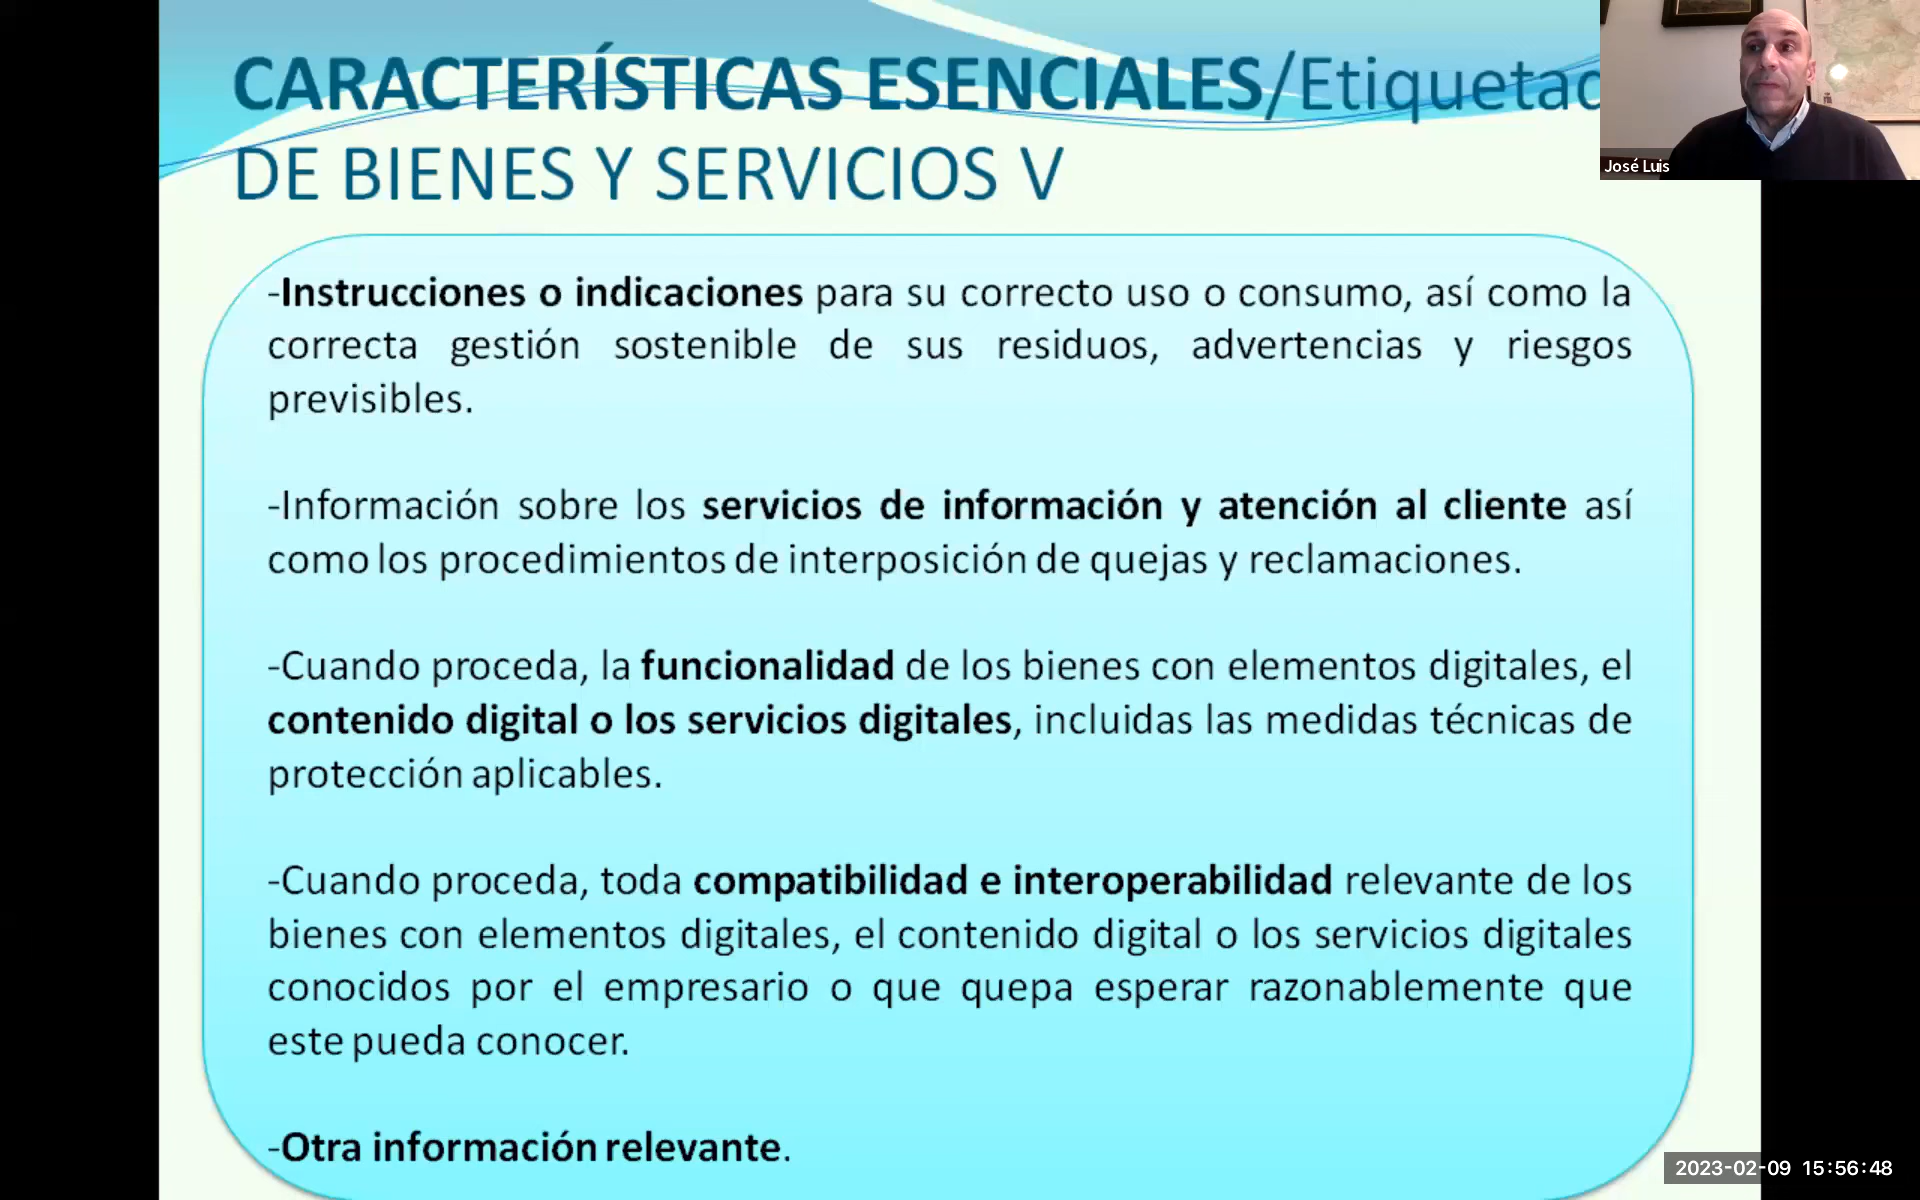 CARACTERÍSTICAS ESENCIALES/Etiquetad
DE BIENES Y SERVICIOS V
José Luis
-Instrucciones o indicaciones para su correcto uso o consumo, así como la
correcta gestión sostenible de sus residuos, advertencias y riesgos
previsibles.
-Información sobre los servicios de información y atención al cliente así
como los procedimientos de interposición de quejas y reclamaciones.
-Cuando proceda, la funcionalidad de los bienes con elementos digitales, el
contenido digital o los servicios digitales, incluidas las medidas técnicas de
protección aplicables.
-Cuando proceda, toda compatibilidad e interoperabilidad relevante de los
bienes con elementos digitales, el contenido digital o los servicios digitales
conocidos por el empresario o que quepa esperar razonablemente que
este pueda conocer.
-Otra información relevante.
2023-02-09 15:56:48